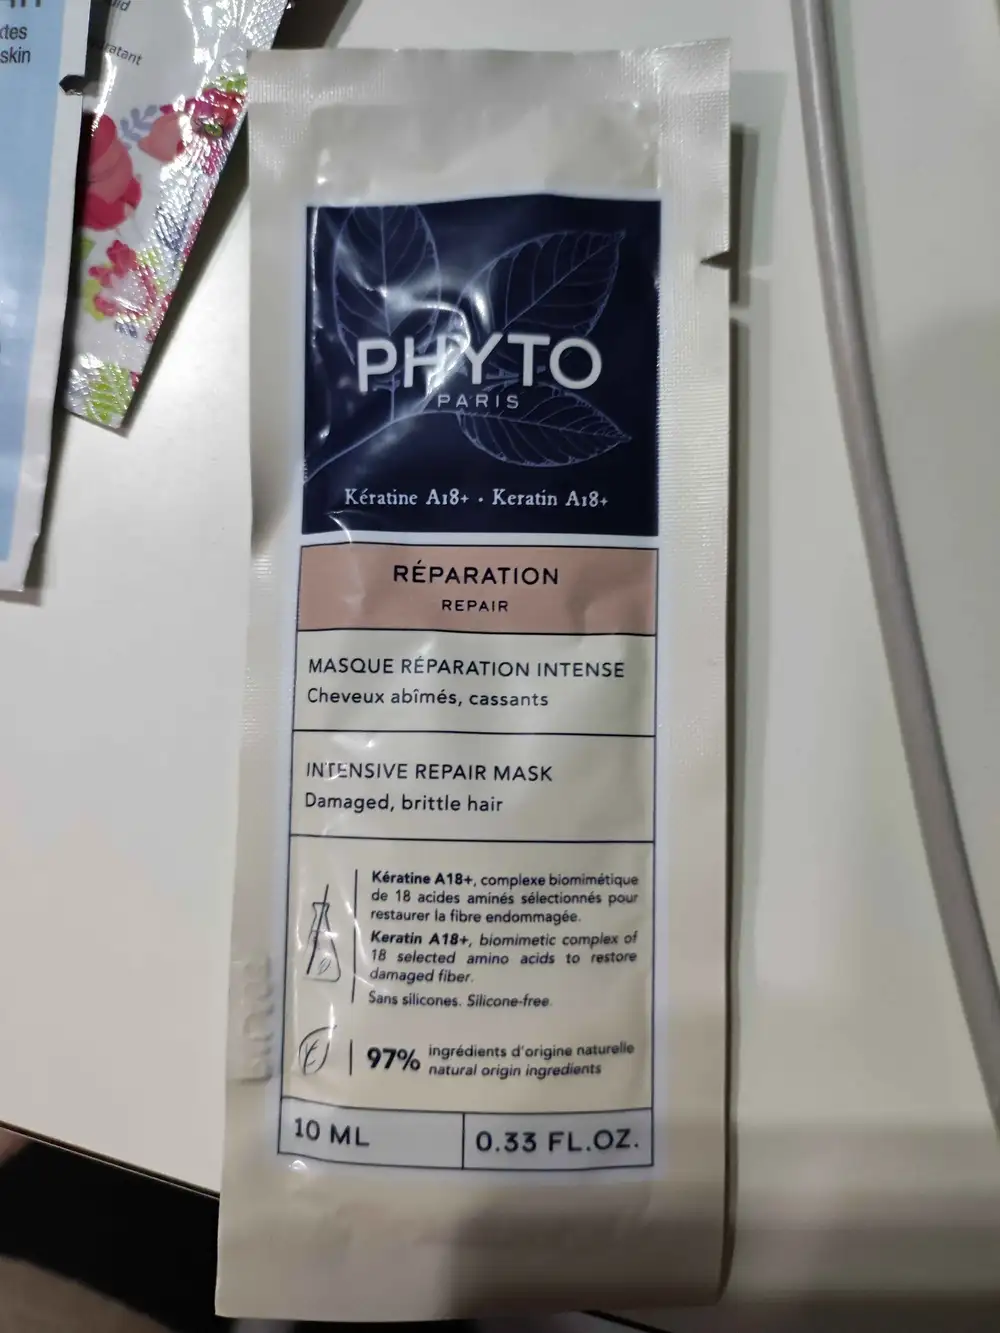 skin
PHYTO
PARIS
Kératine A18+ · Keratin A18+
RÉPARATION
REPAIR
MASQUE RÉPARATION INTENSE
Cheveux abîmés, cassants
INTENSIVE REPAIR MASK
Damaged, brittle hair
Kératine A18+, complexe biomimétique
de 18 acides aminés sélectionnés pour
restaurer la fibre endommagée.
Keratin A18+, biomimetic complex of
18 selected amino acids to restore
damaged fiber.
Sans silicones. Silicone-free.
97% ingrédients d'origine naturelle
natural origin ingredients
10 ML
0.33 FL.OZ.